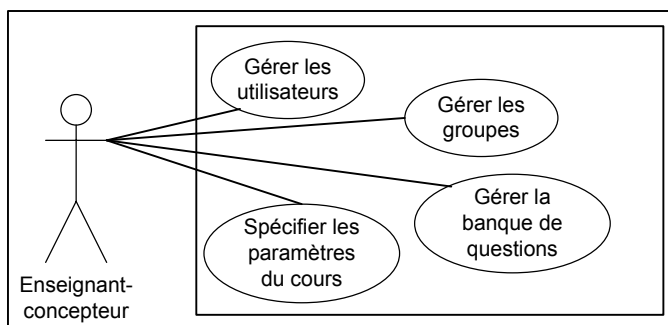 Gérer les
utilisateurs
Gérer les
groupes
Gérer la
banque de
questions
Spécifier les
paramètres
du cours
Enseignant-
concepteur